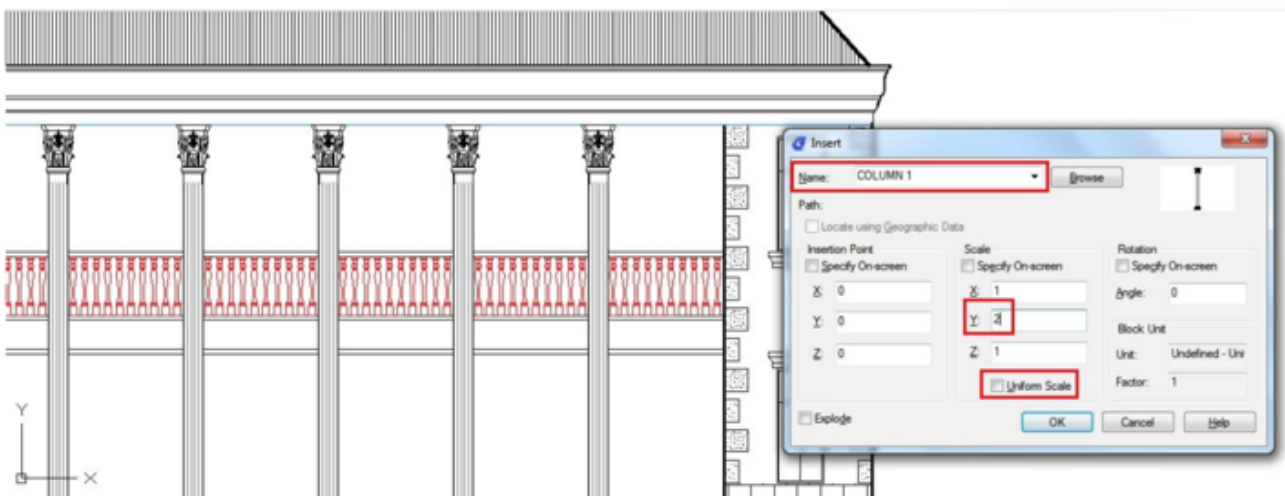 Insert
Name: COLUMN 1 Browse
Path:
Locate using Geographic Data
Insertion Point Scale Rotation
Specify On-screen Specify On-screen Specify On-screen
X: 0 X: 1 Angle: 0
Y: 0 Y: 2 Block Unit
Z: 0 Z: 1 Unit: Undefined - Uni
Uniform Scale Factor: 1
Explode OK Cancel Help
Y
X